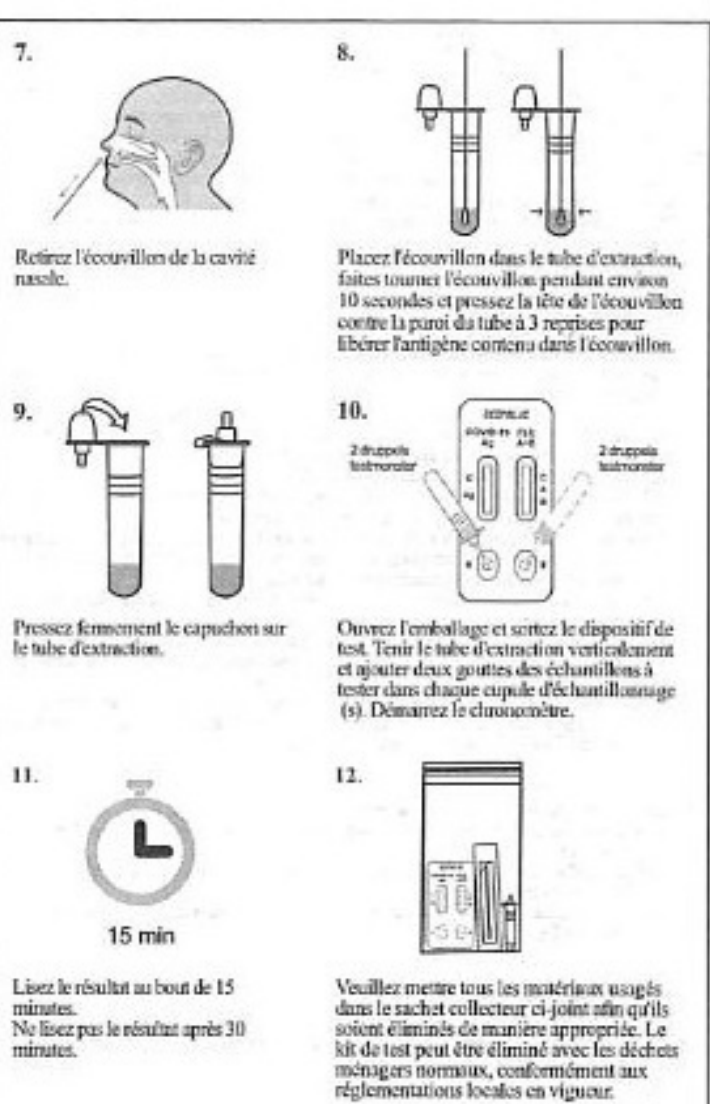 7.
Retirez l'écouvillon de la cavité
nasale.
8.
Placez l'écouvillon dans le tube d'extraction,
faites tourner l'écouvillon pendant environ
10 secondes et pressez la tête de l'écouvillon
contre la paroi du tube à 3 reprises pour
libérer l'antigène contenu dans l'écouvillon.
9.
Pressez fermement le capuchon sur
le tube d'extraction.
10.
COVID-19 FLU
Ag A+B
2 druppels
testmonster
2 druppels
testmonster
C
Ag
C
A
B
Ouvrez l'emballage et sortez le dispositif de
test. Tenir le tube d'extraction verticalement
et ajouter deux gouttes des échantillons à
tester dans chaque cupule d'échantillonnage
(s). Démarrez le chronomètre.
11.
15 min
Lisez le résultat au bout de 15
minutes.
Ne lisez pas le résultat après 30
minutes.
12.
Veuillez mettre tous les matériaux usagés
dans le sachet collecteur ci-joint afin qu'ils
soient éliminés de manière appropriée. Le
kit de test peut être éliminé avec les déchets
ménagers normaux, conformément aux
réglementations locales en vigueur.